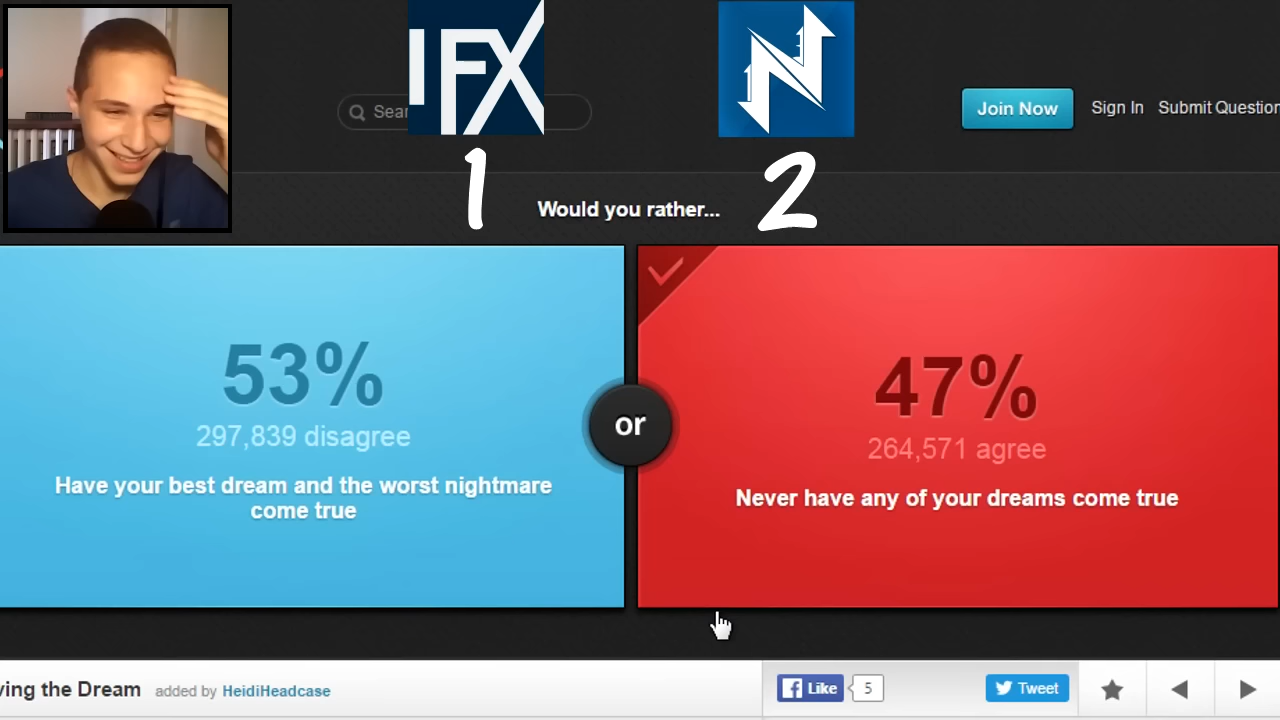 IFX
N
Sear
Join Now
Sign In
Submit Question
1
2
Would you rather...
53%
297,839 disagree
Have your best dream and the worst nightmare
come true
or
47%
264,571 agree
Never have any of your dreams come true
ving the Dream
added by HeidiHeadcase
Like
5
Tweet